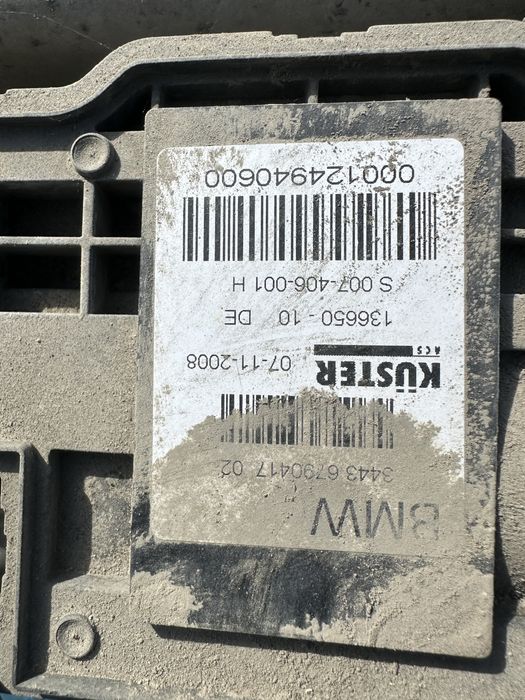 BMW
3443 6790417 02
KÜSTER
ACS
07-11-2008
136650 - 10 DE
S 007-406-001 H
000124940600